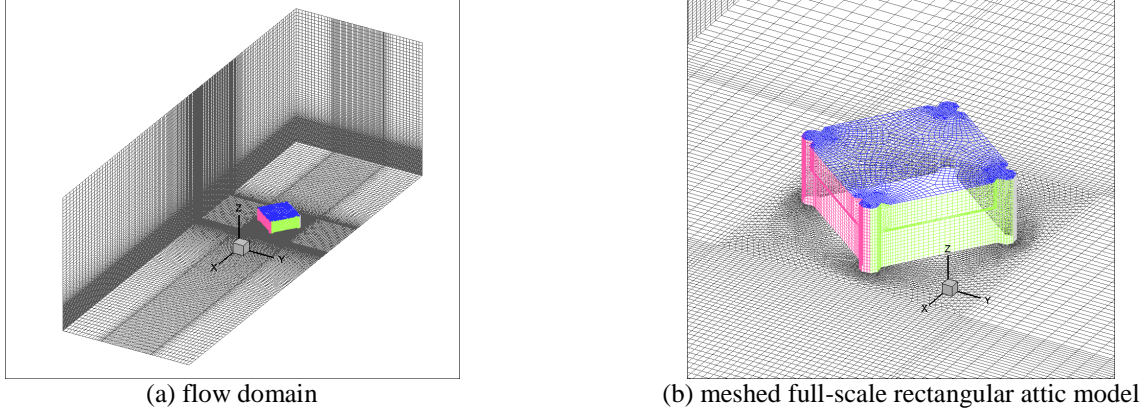 Z
X
Y
Z
X
Y
(a) flow domain
(b) meshed full-scale rectangular attic model